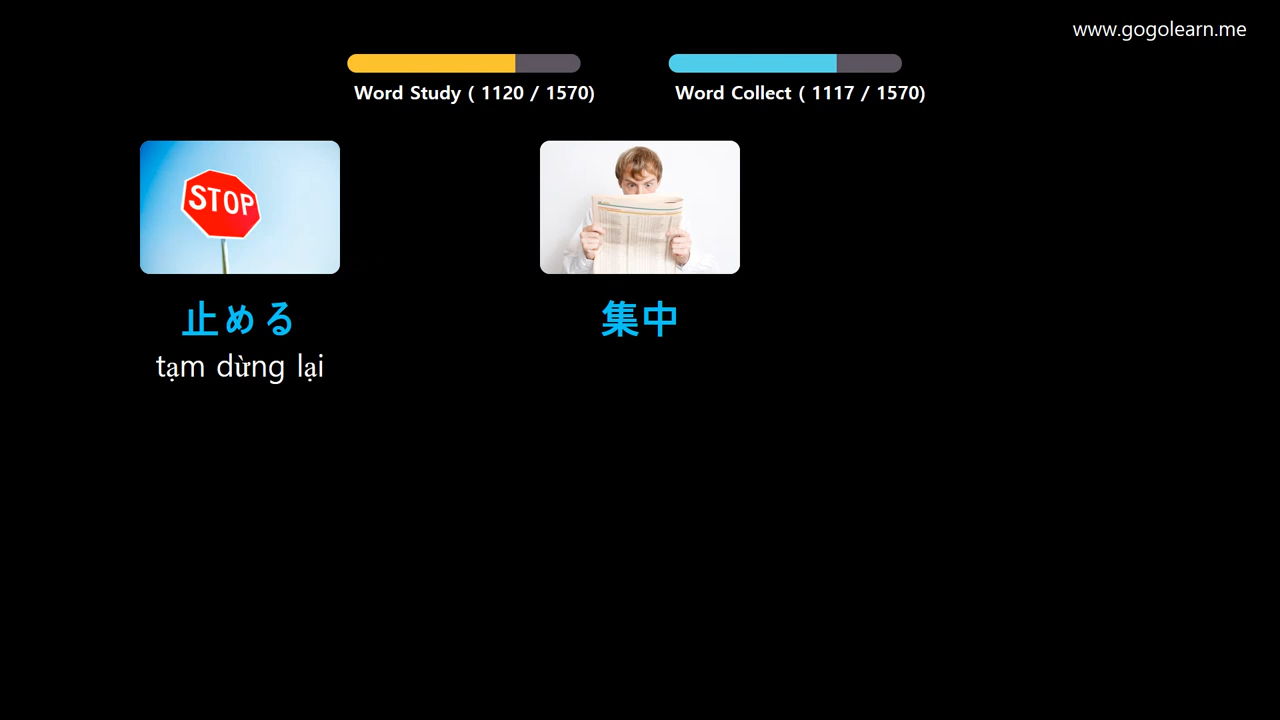 www.gogolearn.me
Word Study ( 1120 / 1570)
Word Collect ( 1117 / 1570)
STOP
止める
集中
tạm dừng lại